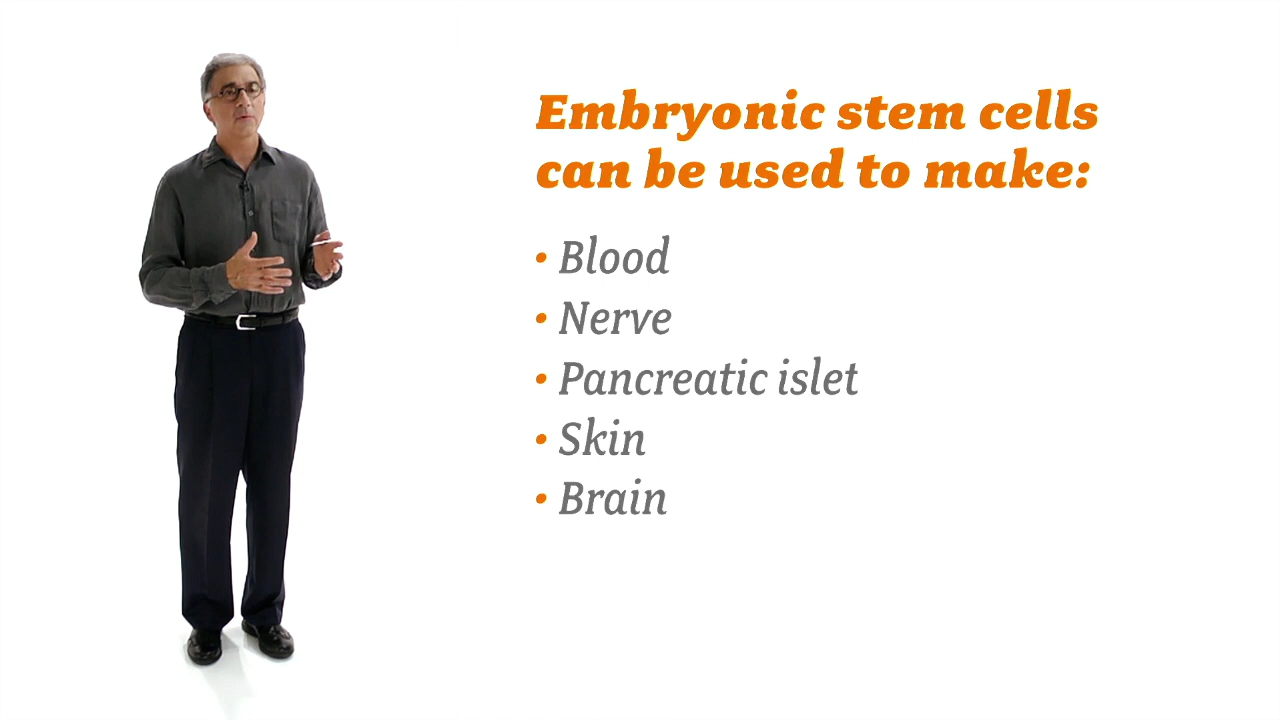 Embryonic stem cells
can be used to make:
• Blood
• Nerve
• Pancreatic islet
• Skin
• Brain